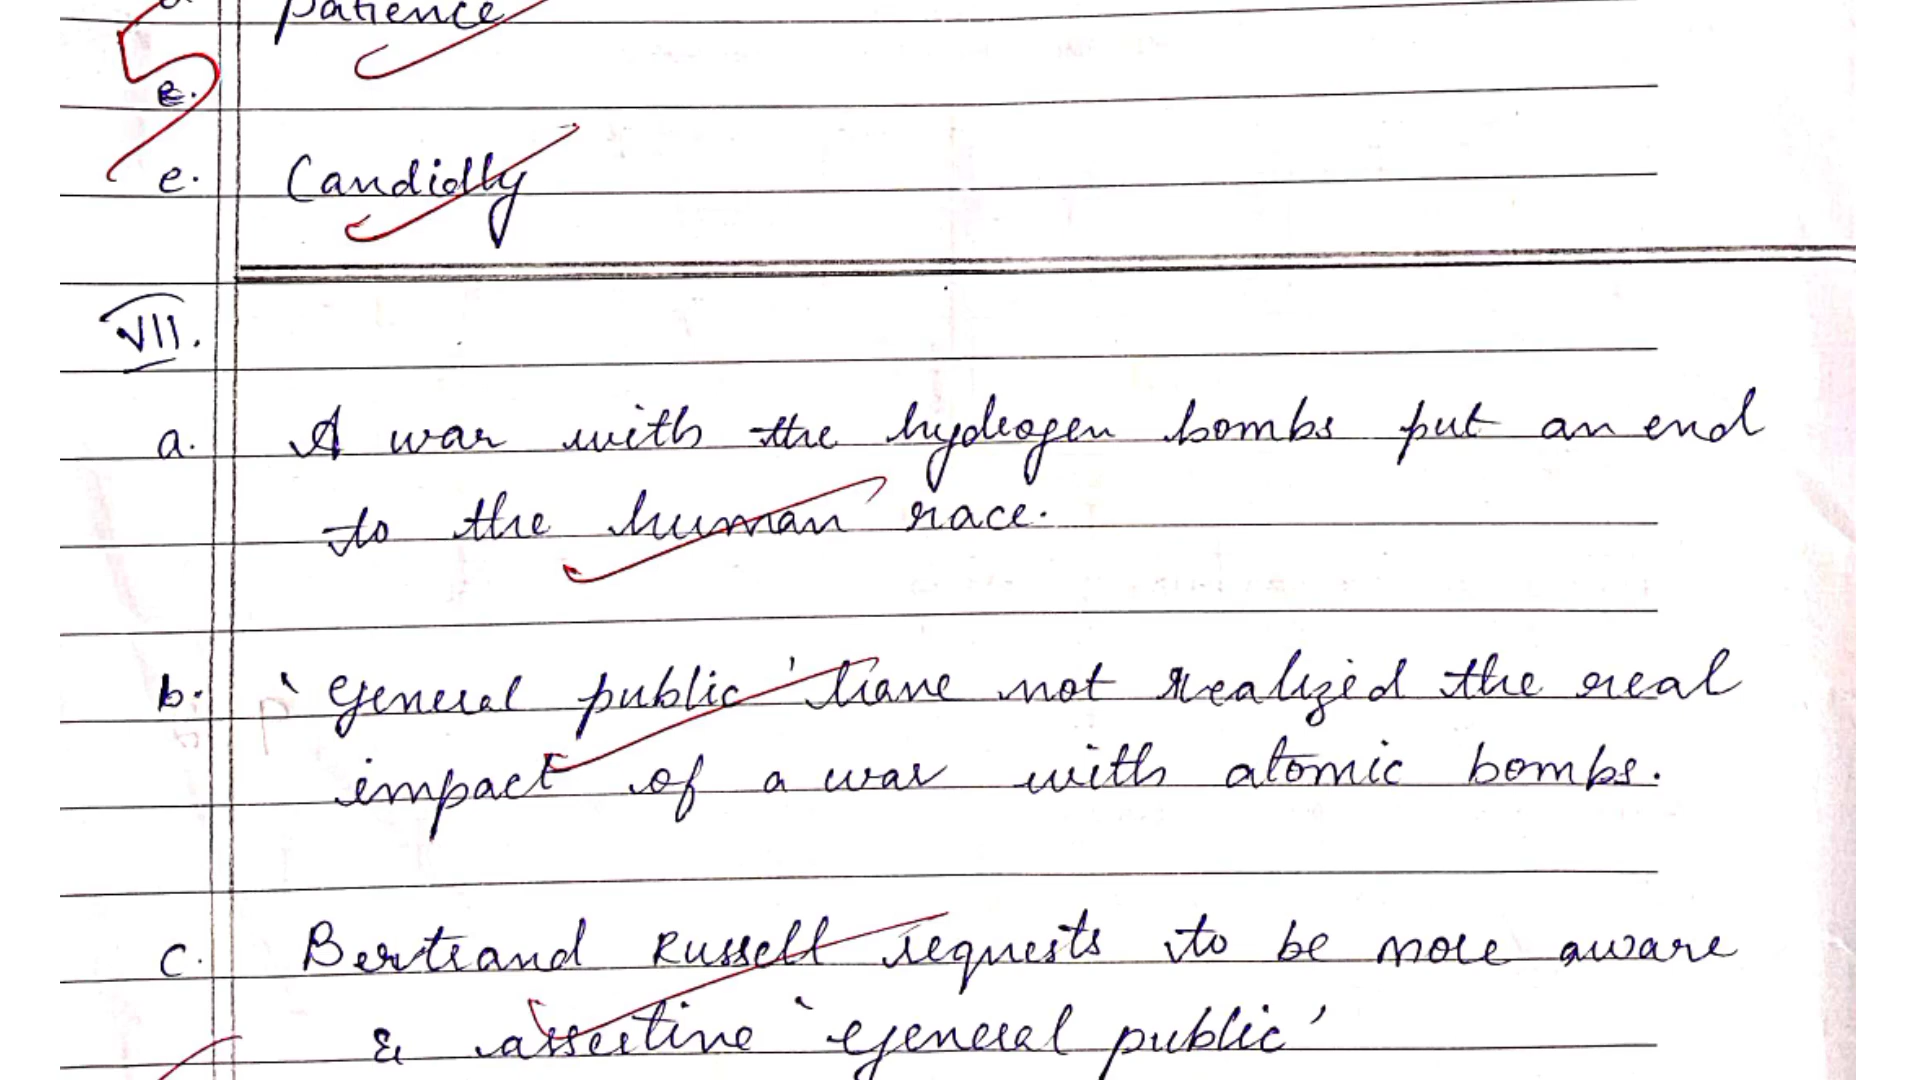 patience
e.
e. Candidly
VII.
a. A war with the hydrogen bombs put an end
to the human race.
b. 'General public' have not realized the real
impact of a war with atomic bombs.
c. Bertrand Russell requests to be more aware
& assertive 'General public'